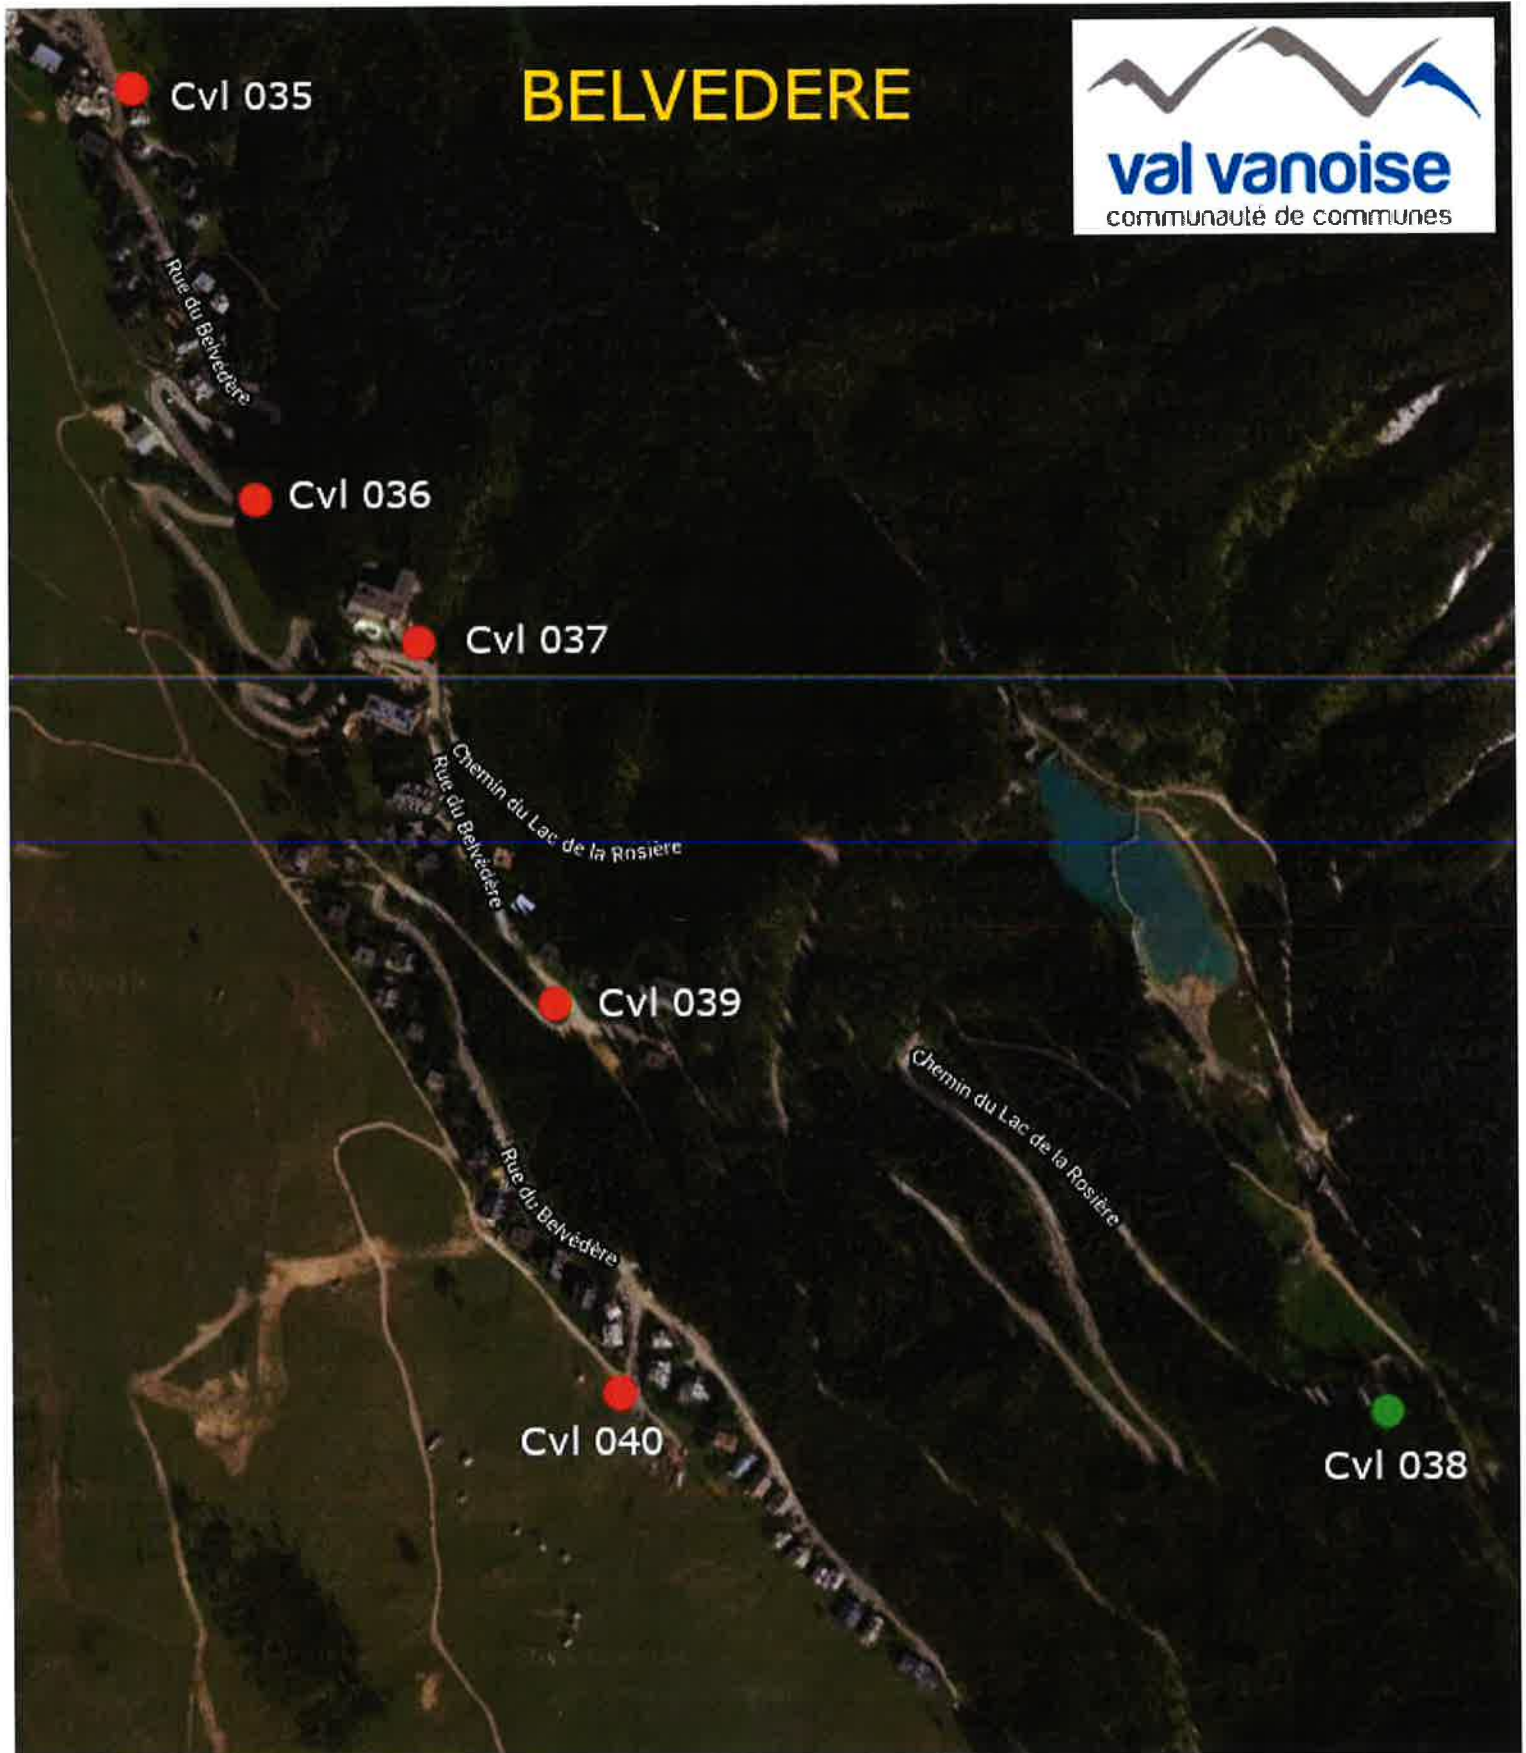 BELVEDERE
val vanoise
communauté de communes
Cvl 035
Rue du Belvédère
Cvl 036
Cvl 037
Chemin du Lac de la Rosière
Rue du Belvédère
Cvl 039
Chemin du Lac de la Rosière
Rue du Belvédère
Cvl 040
Cvl 038